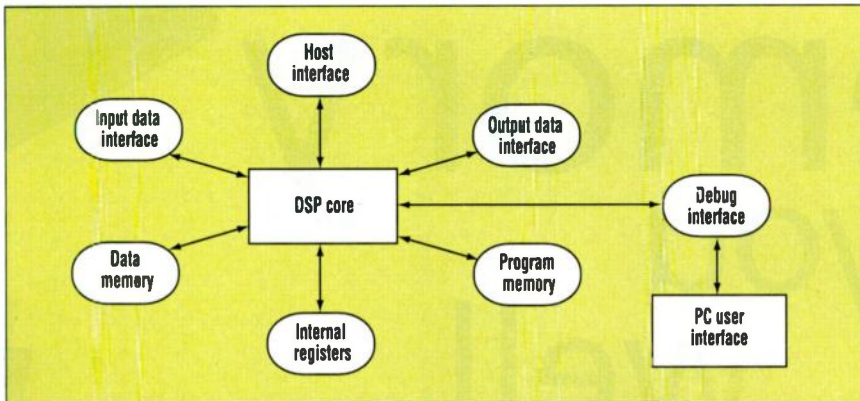 Host
interface
Input data
interface
Output data
interface
DSP core
Debug
interface
Data
memory
Program
memory
Internal
registers
PC user
interface